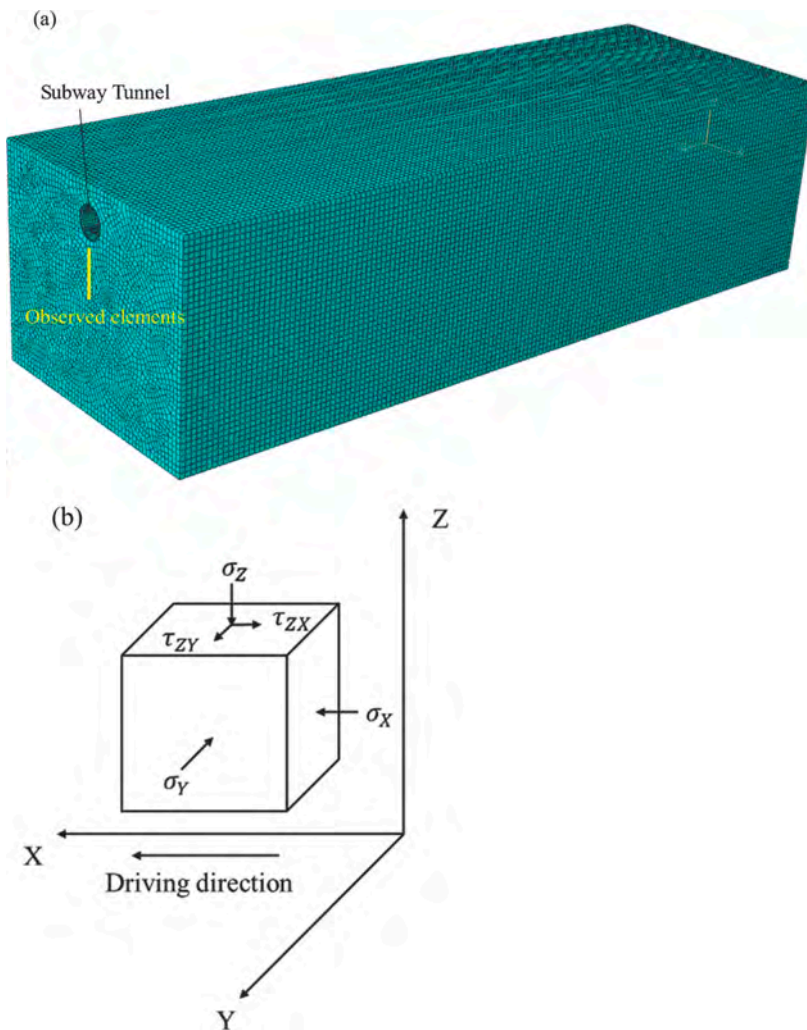 (a)
Subway Tunnel
Observed elements
(b)
Z
σZ
τZX
τZY
σX
σY
X
Driving direction
Y